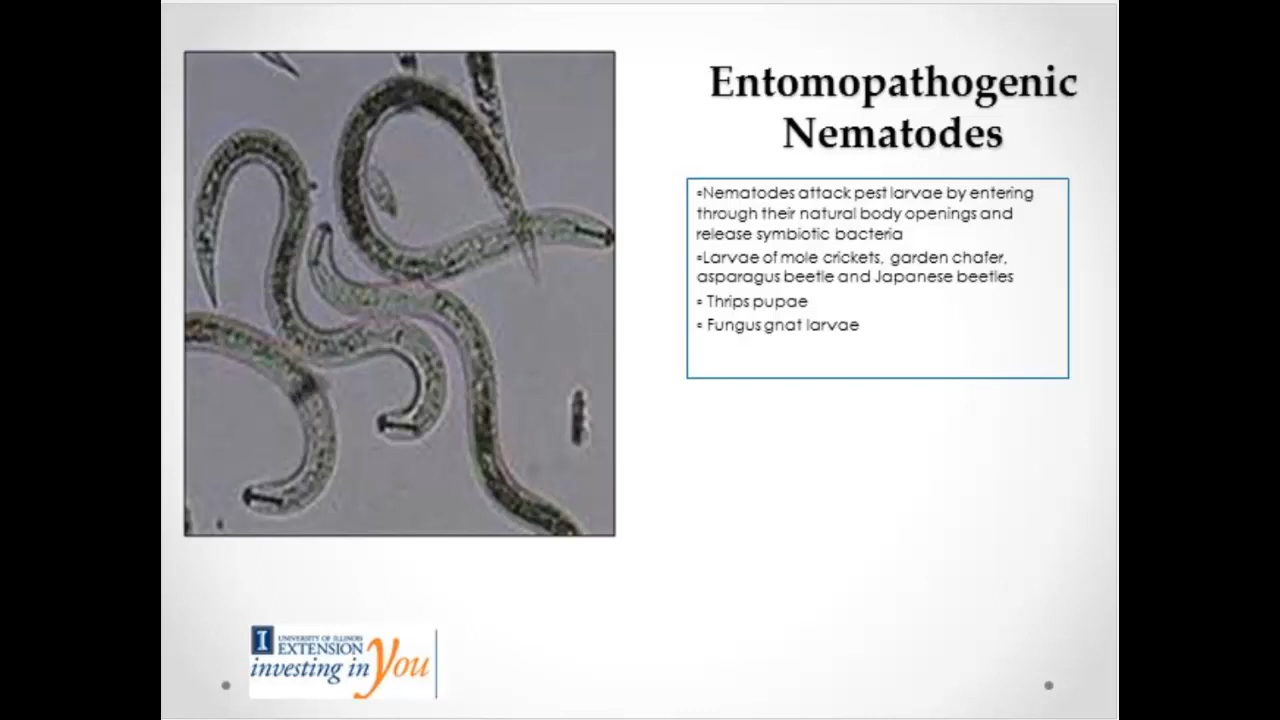 Entomopathogenic
Nematodes
▫Nematodes attack pest larvae by entering
through their natural body openings and
release symbiotic bacteria
▫Larvae of mole crickets, garden chafer,
asparagus beetle and Japanese beetles
▫ Thrips pupae
▫ Fungus gnat larvae
I
UNIVERSITY OF ILLINOIS
EXTENSION
investing in You